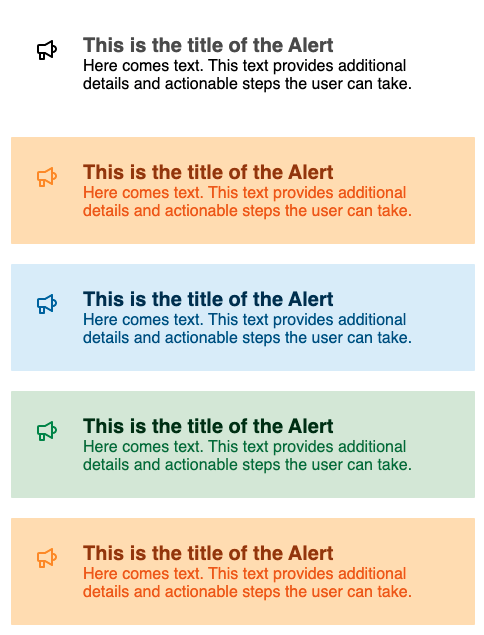 This is the title of the Alert
Here comes text. This text provides additional
details and actionable steps the user can take.
This is the title of the Alert
Here comes text. This text provides additional
details and actionable steps the user can take.
This is the title of the Alert
Here comes text. This text provides additional
details and actionable steps the user can take.
This is the title of the Alert
Here comes text. This text provides additional
details and actionable steps the user can take.
This is the title of the Alert
Here comes text. This text provides additional
details and actionable steps the user can take.